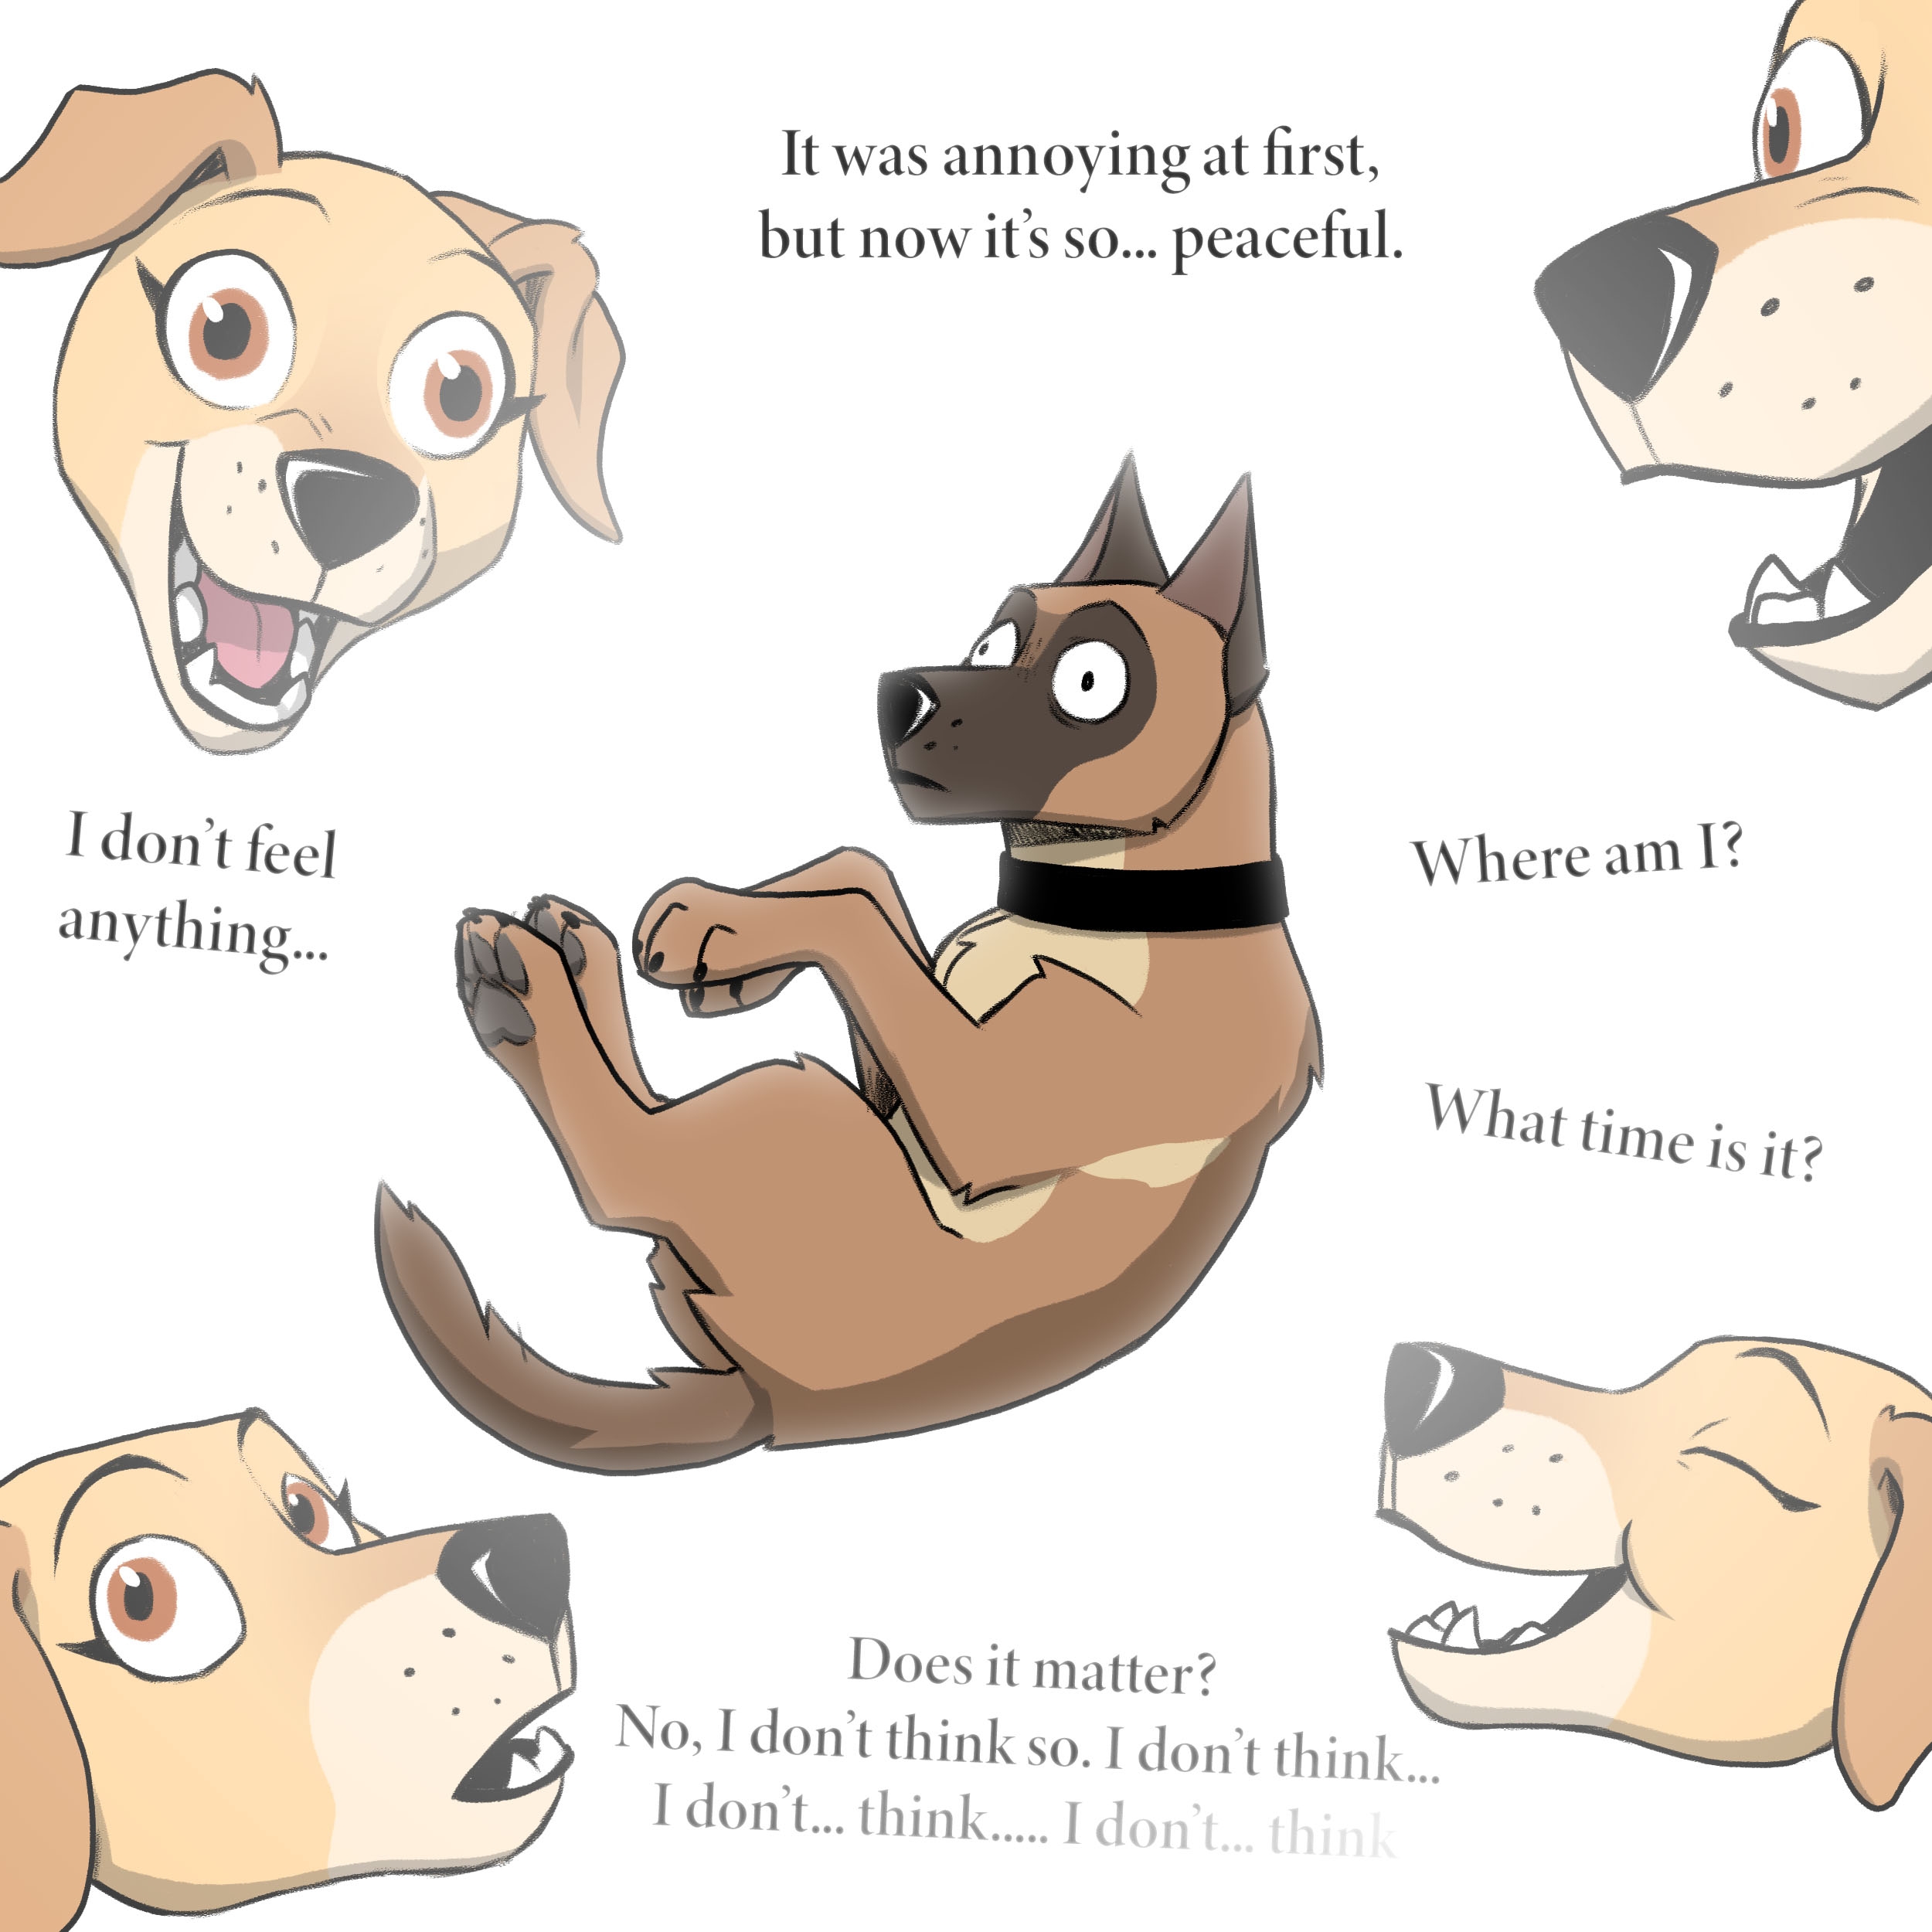 It was annoying at first,
but now it's so... peaceful.
I don't feel
anything...
Where am I?
What time is it?
Does it matter?
No, I don't think so. I don't think...
I don't... think..... I don't... think